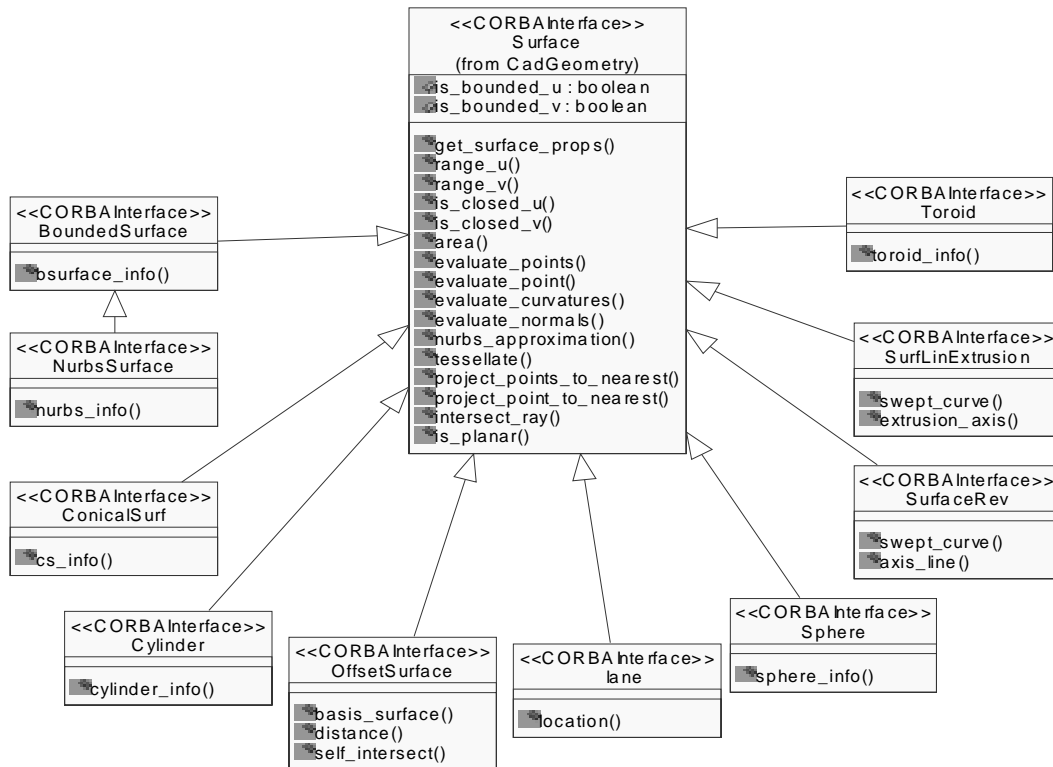 <<CORBAInterface>>
Surface
(from CadGeometry)
is_bounded_u : boolean
is_bounded_v : boolean
get_surface_props()
range_u()
range_v()
is_closed_u()
is_closed_v()
area()
evaluate_points()
evaluate_point()
evaluate_curvatures()
evaluate_normals()
nurbs_approximation()
tessellate()
project_points_to_nearest()
project_point_to_nearest()
intersect_ray()
is_planar()
<<CORBAInterface>>
BoundedSurface
bsurface_info()
<<CORBAInterface>>
NurbsSurface
nurbs_info()
<<CORBAInterface>>
ConicalSurf
cs_info()
<<CORBAInterface>>
Cylinder
cylinder_info()
<<CORBAInterface>>
OffsetSurface
basis_surface()
distance()
self_intersect()
<<CORBAInterface>>
lane
location()
<<CORBAInterface>>
Sphere
sphere_info()
<<CORBAInterface>>
SurfaceRev
swept_curve()
axis_line()
<<CORBAInterface>>
SurfLinExtrusion
swept_curve()
extrusion_axis()
<<CORBAInterface>>
Toroid
toroid_info()